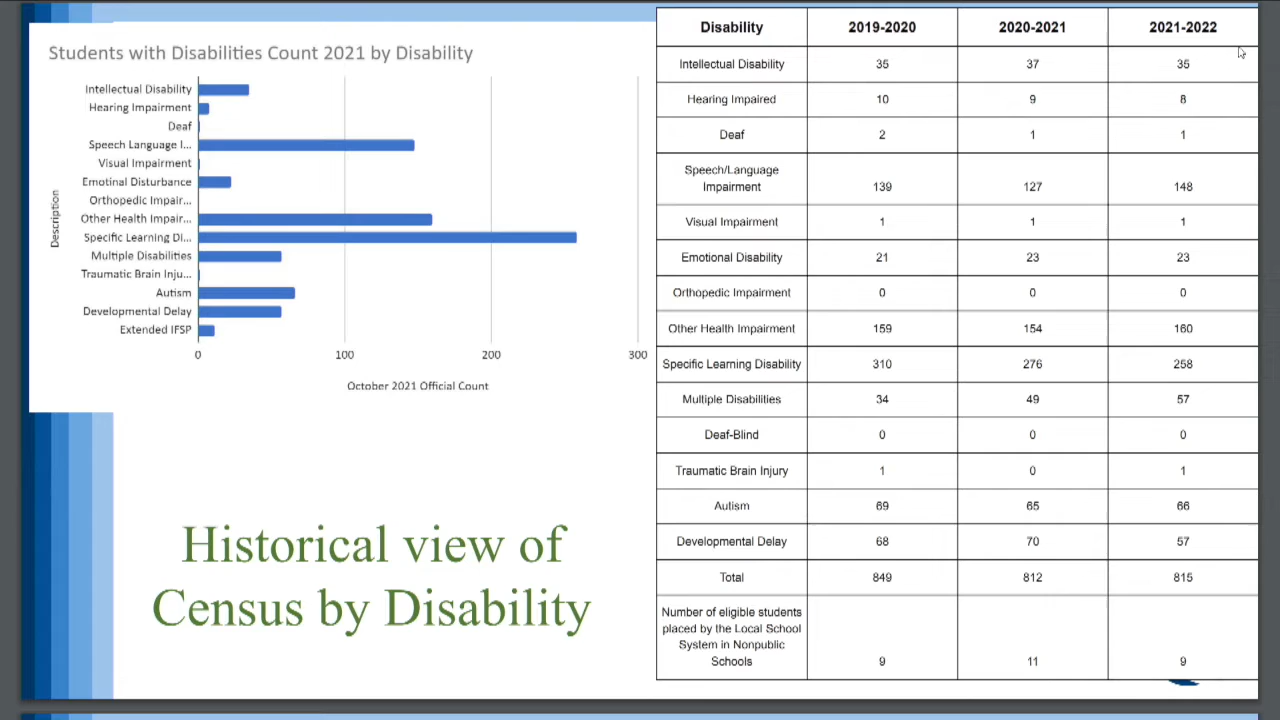 Students with Disabilities Count 2021 by Disability
Description
Intellectual Disability
Hearing Impairment
Deaf
Speech Language I...
Visual Impairment
Emotinal Disturbance
Orthopedic Impair...
Other Health Impair...
Specific Learning Di...
Multiple Disabilities
Traumatic Brain Inju...
Autism
Developmental Delay
Extended IFSP
0 100 200 300
October 2021 Official Count
Historical view of
Census by Disability
Disability 2019-2020 2020-2021 2021-2022
Intellectual Disability 35 37 35
Hearing Impaired 10 9 8
Deaf 2 1 1
Speech/Language
Impairment 139 127 148
Visual Impairment 1 1 1
Emotional Disability 21 23 23
Orthopedic Impairment 0 0 0
Other Health Impairment 159 154 160
Specific Learning Disability 310 276 258
Multiple Disabilities 34 49 57
Deaf-Blind 0 0 0
Traumatic Brain Injury 1 0 1
Autism 69 65 66
Developmental Delay 68 70 57
Total 849 812 815
Number of eligible students
placed by the Local School
System in Nonpublic
Schools 9 11 9